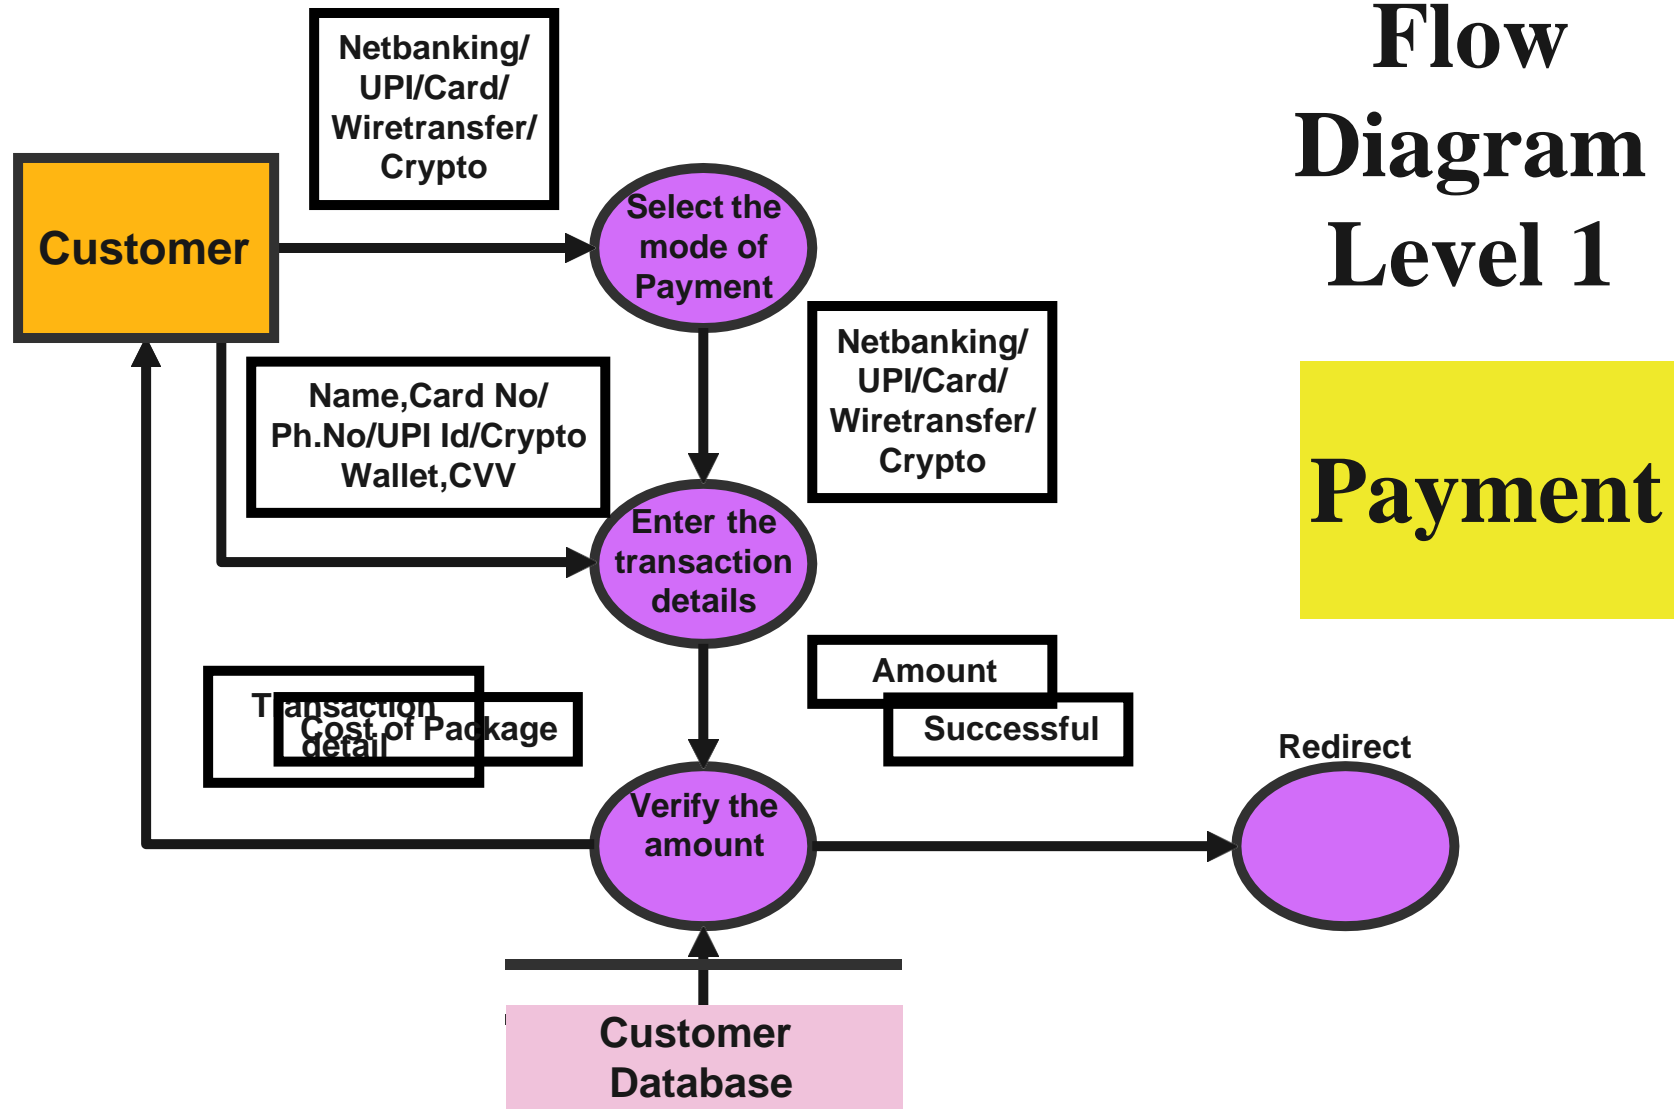 Flow
Diagram
Level 1
Payment
Netbanking/
UPI/Card/
Wiretransfer/
Crypto
Customer
Select the
mode of
Payment
Netbanking/
UPI/Card/
Wiretransfer/
Crypto
Name,Card No/
Ph.No/UPI Id/Crypto
Wallet,CVV
Enter the
transaction
details
Amount
Successful
Transaction
detail
Cost of Package
Redirect
Verify the
amount
Customer
Database